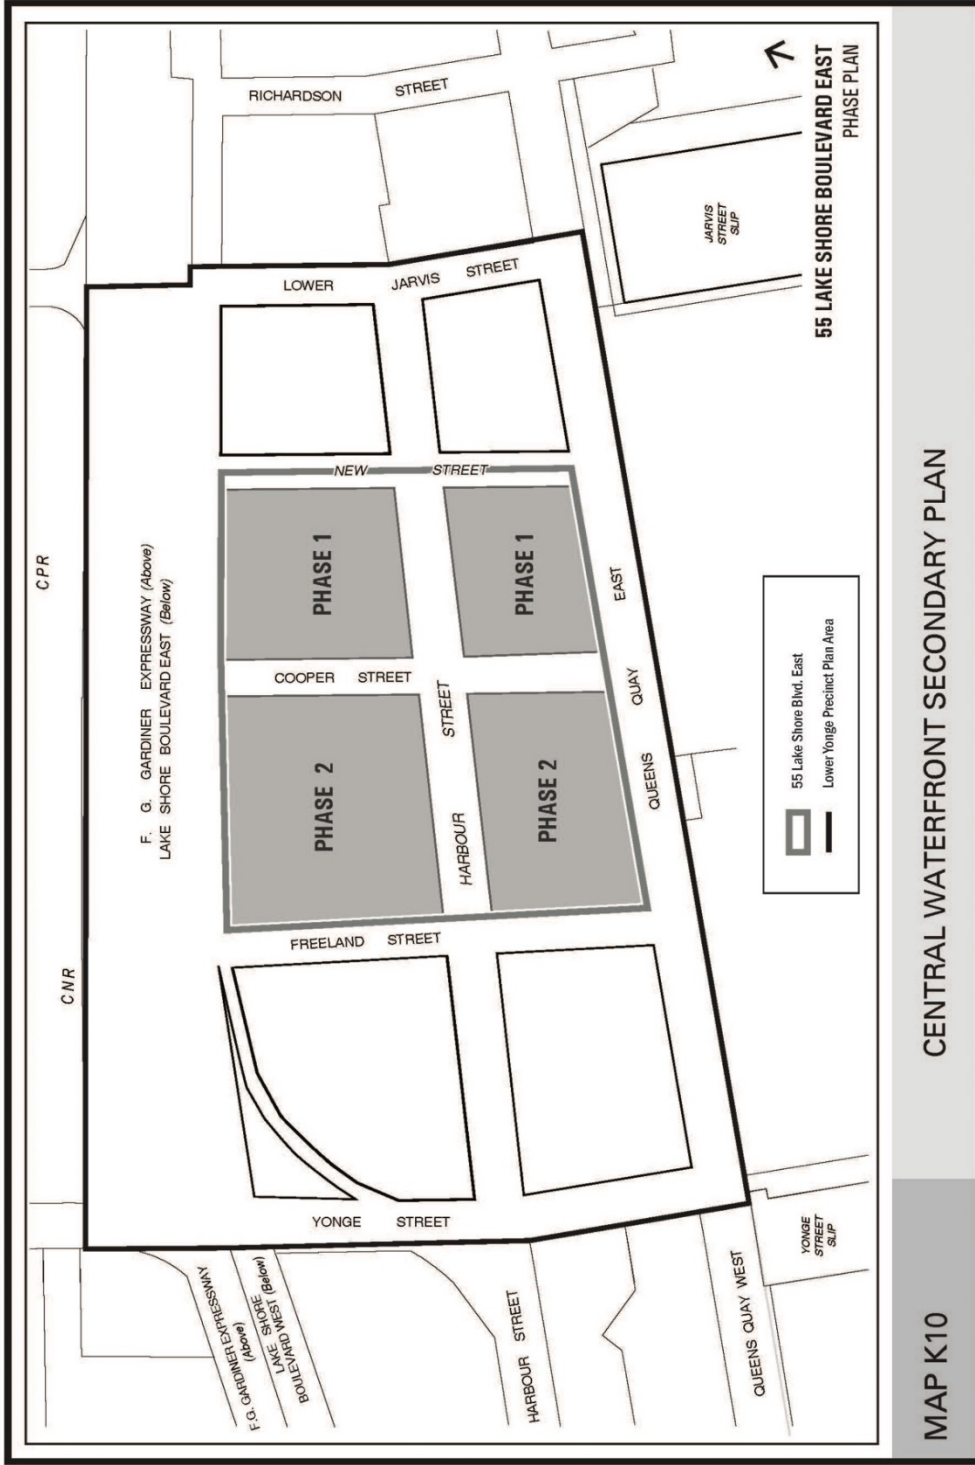 CPR
CNR
F. G. GARDINER EXPRESSWAY (Above)
LAKE SHORE BOULEVARD EAST (Below)
RICHARDSON STREET
LOWER JARVIS STREET
NEW STREET
PHASE 1
PHASE 1
COOPER STREET
PHASE 2
PHASE 2
HARBOUR STREET
FREELAND STREET
YONGE STREET
QUEENS QUAY EAST
F.G. GARDINER EXPRESSWAY
(Above)
LAKE SHORE
BOULEVARD WEST (Below)
HARBOUR STREET
QUEENS QUAY WEST
YONGE
STREET
SLIP
JARVIS
STREET
SLIP
55 Lake Shore Blvd. East
Lower Yonge Precinct Plan Area
55 LAKE SHORE BOULEVARD EAST
PHASE PLAN
MAP K10
CENTRAL WATERFRONT SECONDARY PLAN